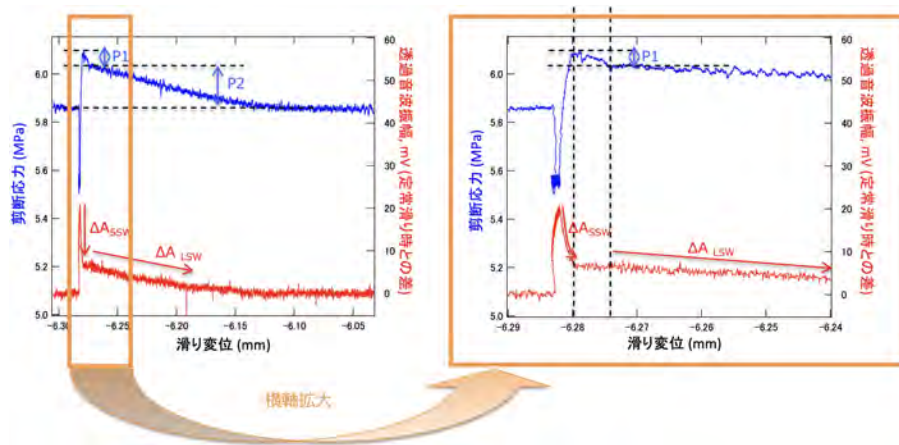 剪断応力 (MPa)
6.0
5.8
5.6
5.4
5.2
5.0
P1
P2
ΔASSW
ΔA LSW
60
50
40
30
20
10
0
透過音波振幅, mV (定常滑り時との差)
−6.30
−6.25
−6.20
−6.15
−6.10
−6.05
滑り変位 (mm)
剪断応力 (MPa)
6.0
5.8
5.6
5.4
5.2
5.0
P1
ΔASSW
ΔA LSW
60
50
40
30
20
10
0
透過音波振幅, mV (定常滑り時との差)
−6.29
−6.28
−6.27
−6.26
−6.25
−6.24
滑り変位 (mm)
横軸拡大